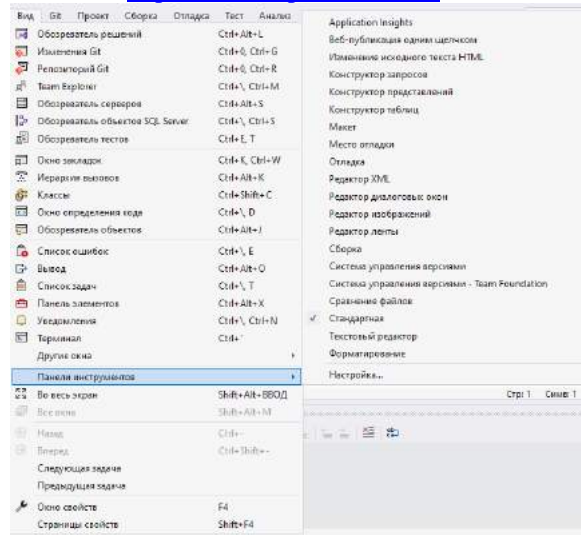 Вид Git Проект Сборка Отладка Тест Анализ
Обозреватель решений Ctrl+Alt+L
Изменения Git Ctrl+0, Ctrl+G
Репозиторий Git Ctrl+0, Ctrl+R
Team Explorer Ctrl+\, Ctrl+M
Обозреватель серверов Ctrl+Alt+S
Обозреватель объектов SQL Server Ctrl+\, Ctrl+S
Обозреватель тестов Ctrl+E, T
Окно закладок Ctrl+K, Ctrl+W
Иерархия вызовов Ctrl+Alt+K
Классы Ctrl+Shift+C
Окно определения кода Ctrl+\, D
Обозреватель объектов Ctrl+Alt+J
Список ошибок Ctrl+\, E
Вывод Ctrl+Alt+O
Список задач Ctrl+\, T
Панель элементов Ctrl+Alt+X
Уведомления Ctrl+\, Ctrl+N
Терминал Ctrl+`
Другие окна
Панели инструментов
Во весь экран Shift+Alt+ВВОД
Все окна Shift+Alt+M
Назад Ctrl+-
Вперед Ctrl+Shift+-
Следующая задача
Предыдущая задача
Окно свойств F4
Страницы свойств Shift+F4
Application Insights
Веб-публикация одним щелчком
Изменение исходного текста HTML
Конструктор запросов
Конструктор представлений
Конструктор таблиц
Макет
Место отладки
Отладка
Редактор XML
Редактор диалоговых окон
Редактор изображений
Редактор ленты
Сборка
Система управления версиями
Система управления версиями - Team Foundation
Сравнение файлов
Стандартная
Текстовый редактор
Форматирование
Настройка...
Стр: 1 Симв: 1